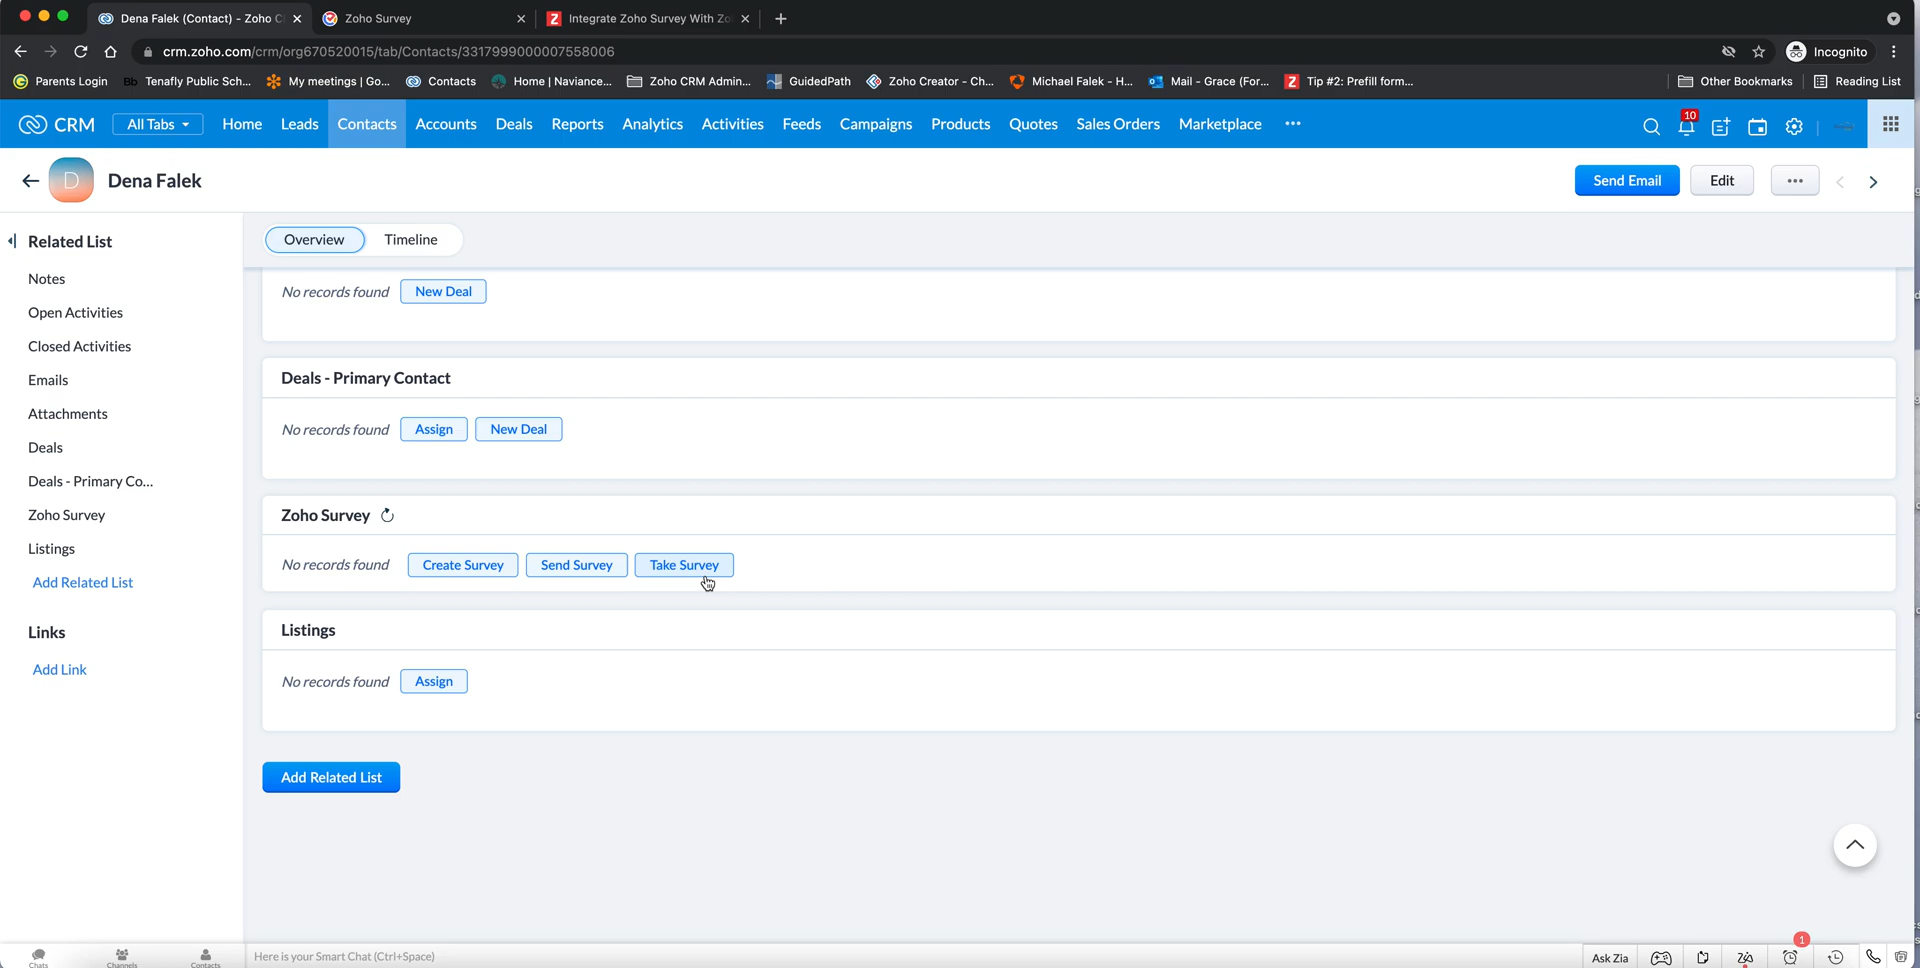 Dena Falek (Contact) - Zoho C
Zoho Survey
Integrate Zoho Survey With Zo
crm.zoho.com/crm/org670520015/tab/Contacts/3317999000007558006
Incognito
Parents Login
Bb Tenafly Public Sch...
My meetings | Go...
Contacts
Home | Naviance...
Zoho CRM Admin...
GuidedPath
Zoho Creator - Ch...
Michael Falek - H...
Mail - Grace (For...
Tip #2: Prefill form...
Other Bookmarks
Reading List
CRM
All Tabs
Home
Leads
Contacts
Accounts
Deals
Reports
Analytics
Activities
Feeds
Campaigns
Products
Quotes
Sales Orders
Marketplace
10
D
Dena Falek
Send Email
Edit
Related List
Overview
Timeline
Notes
Open Activities
Closed Activities
Emails
Attachments
Deals
Deals - Primary Co...
Zoho Survey
Listings
Add Related List
Links
Add Link
No records found
New Deal
Deals - Primary Contact
No records found
Assign
New Deal
Zoho Survey
No records found
Create Survey
Send Survey
Take Survey
Listings
No records found
Assign
Add Related List
Chats
Channels
Contacts
Here is your Smart Chat (Ctrl+Space)
Ask Zia
1